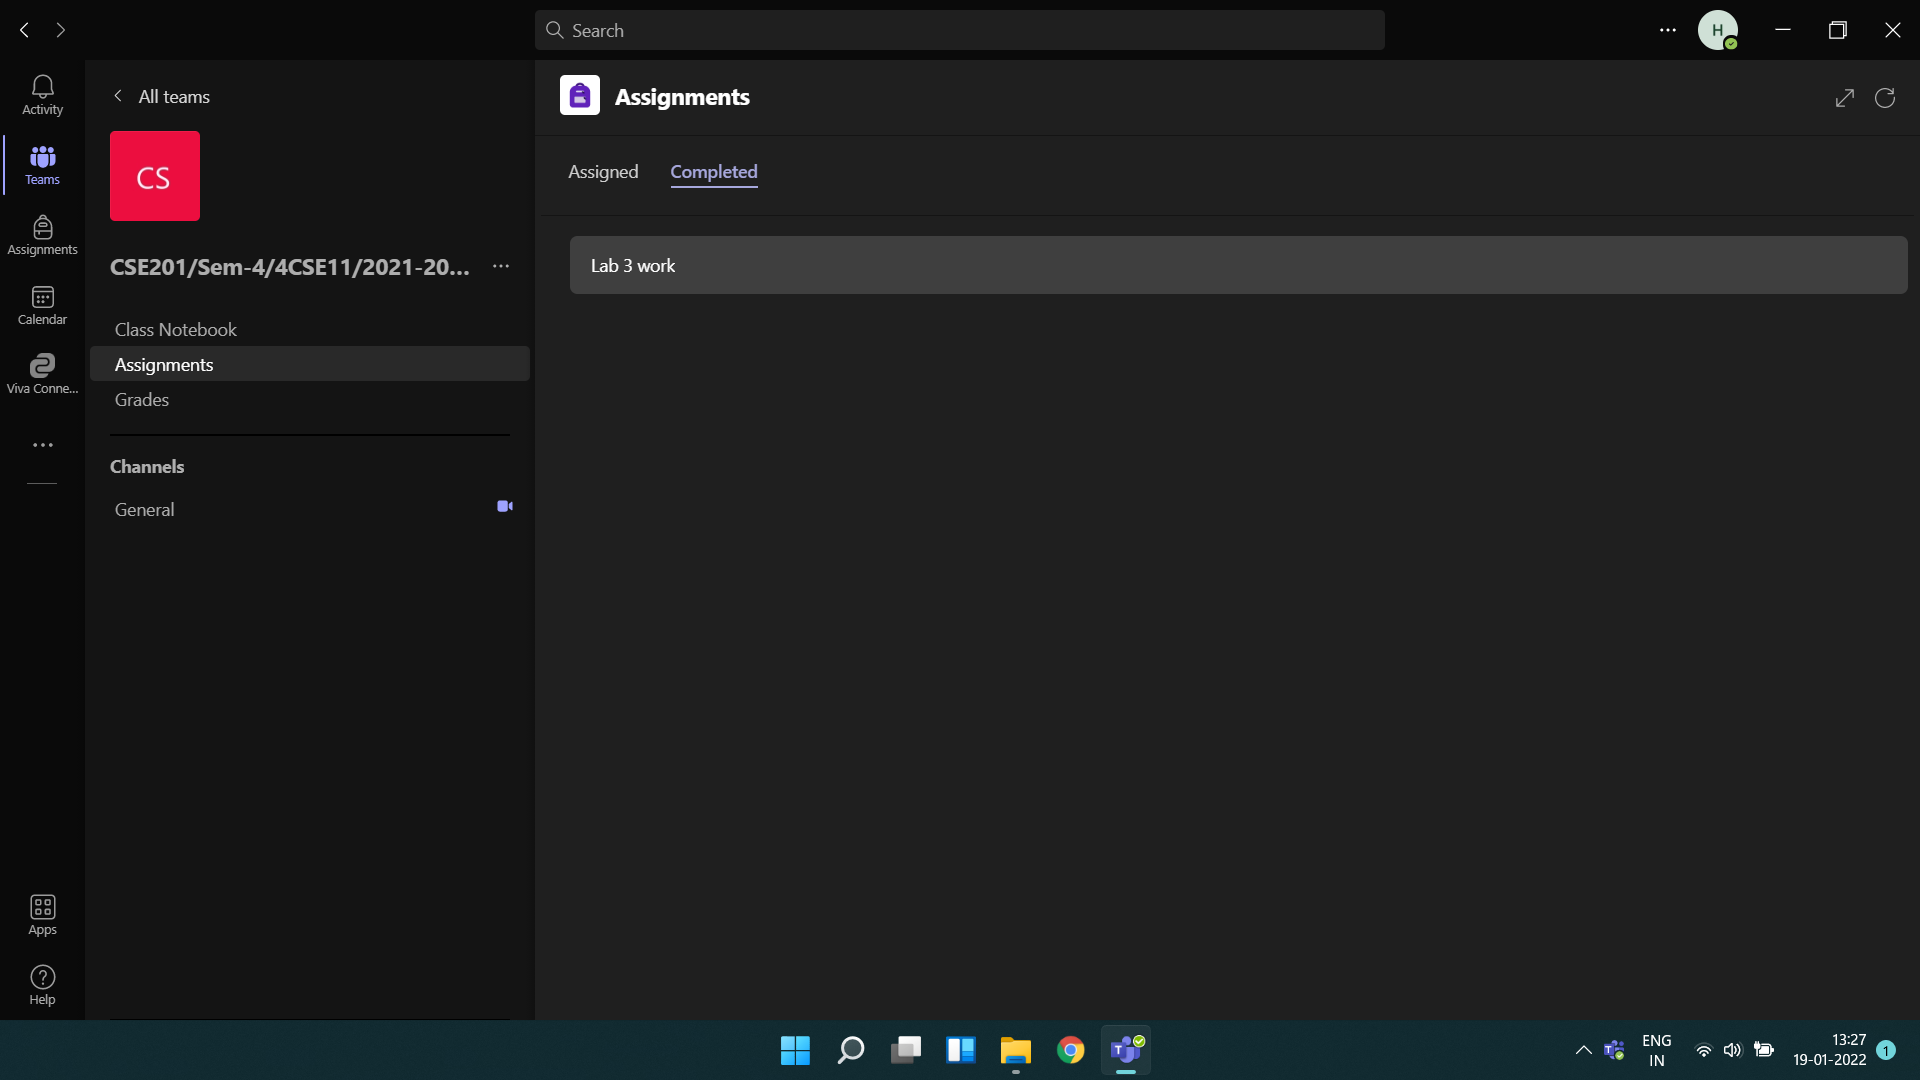 Search
H
Activity
Teams
Assignments
Calendar
Viva Conne...
Apps
Help
All teams
CS
CSE201/Sem-4/4CSE11/2021-20...
Class Notebook
Assignments
Grades
Channels
General
Assignments
Assigned
Completed
Lab 3 work
ENG
IN
13:27
19-01-2022
1